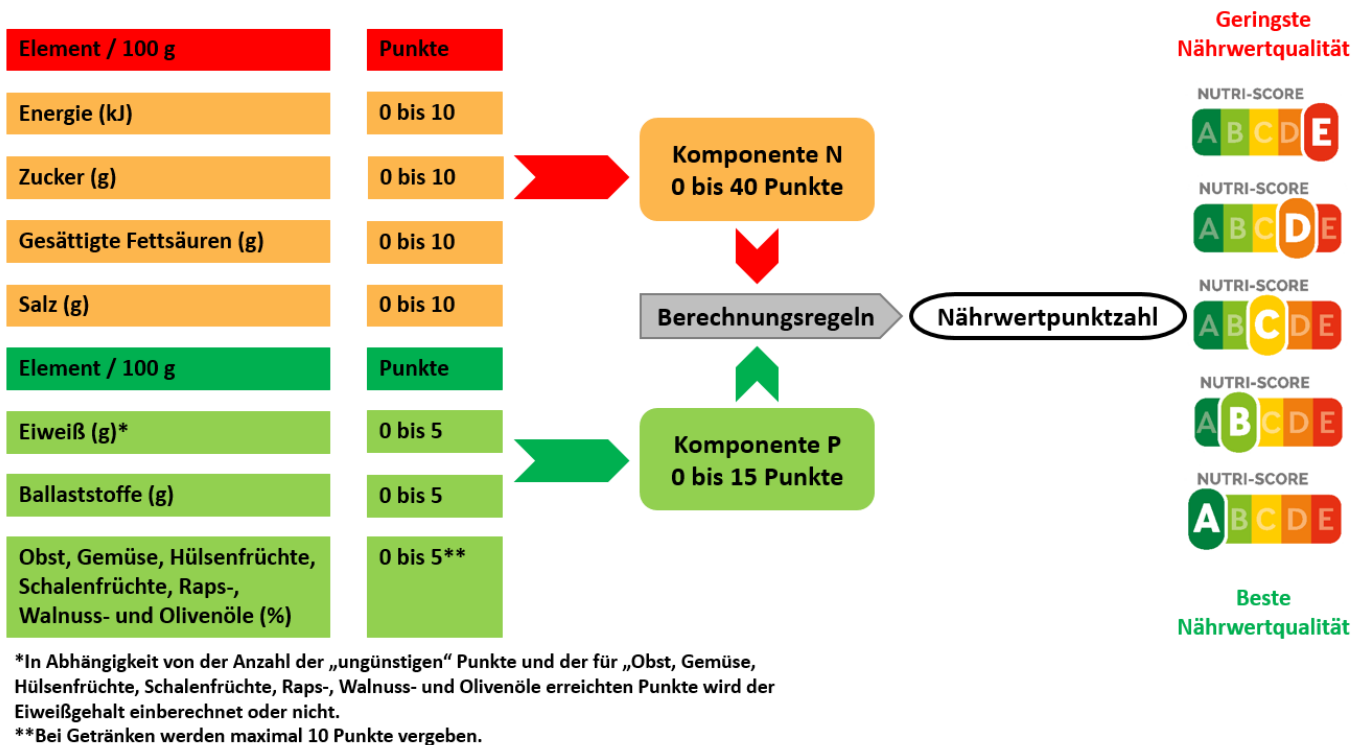 Element / 100 g
Punkte
Energie (kJ)
0 bis 10
Zucker (g)
0 bis 10
Gesättigte Fettsäuren (g)
0 bis 10
Salz (g)
0 bis 10
Element / 100 g
Punkte
Eiweiß (g)*
0 bis 5
Ballaststoffe (g)
0 bis 5
Obst, Gemüse, Hülsenfrüchte,
Schalenfrüchte, Raps-,
Walnuss- und Olivenöle (%)
0 bis 5**
Komponente N
0 bis 40 Punkte
Berechnungsregeln
Komponente P
0 bis 15 Punkte
Nährwertpunktzahl
Geringste
Nährwertqualität
NUTRI-SCORE
A B C D E
NUTRI-SCORE
A B C D E
NUTRI-SCORE
A B C D E
NUTRI-SCORE
A B C D E
NUTRI-SCORE
A B C D E
Beste
Nährwertqualität
*In Abhängigkeit von der Anzahl der „ungünstigen“ Punkte und der für „Obst, Gemüse,
Hülsenfrüchte, Schalenfrüchte, Raps-, Walnuss- und Olivenöle erreichten Punkte wird der
Eiweißgehalt einberechnet oder nicht.
**Bei Getränken werden maximal 10 Punkte vergeben.